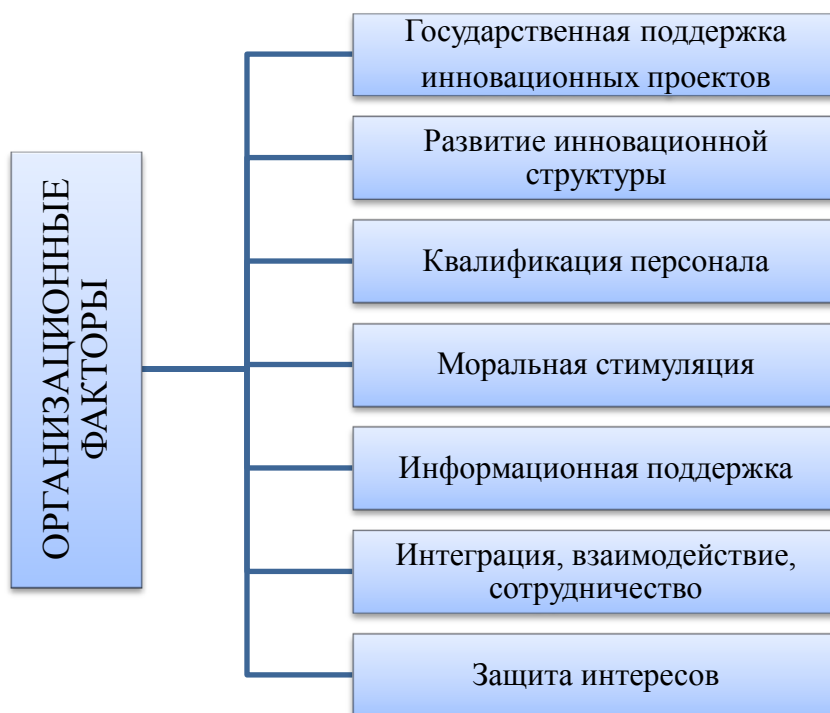 ОРГАНИЗАЦИОННЫЕ
ФАКТОРЫ
Государственная поддержка
инновационных проектов
Развитие инновационной
структуры
Квалификация персонала
Моральная стимуляция
Информационная поддержка
Интеграция, взаимодействие,
сотрудничество
Защита интересов